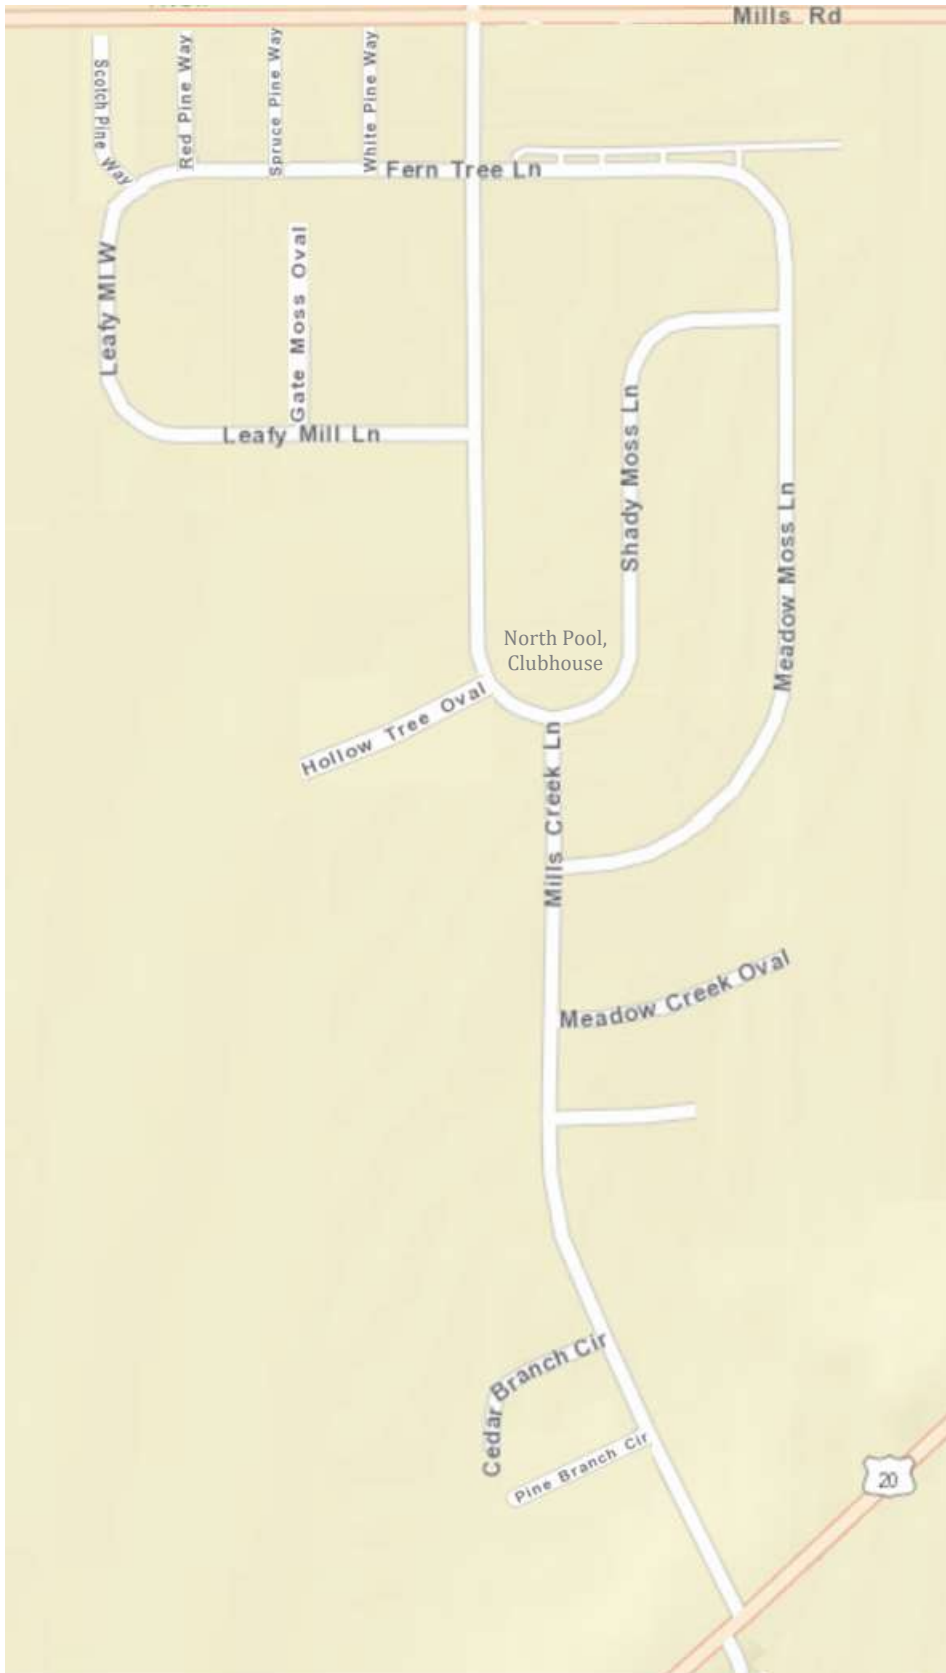 Mills Rd
Scotch Pine Way
Red Pine Way
Spruce Pine Way
White Pine Way
Fern Tree Ln
Leafy Ml W
Gate Moss Oval
Leafy Mill Ln
Shady Moss Ln
Meadow Moss Ln
North Pool,
Clubhouse
Hollow Tree Oval
Mills Creek Ln
Meadow Creek Oval
Cedar Branch Cir
Pine Branch Cir
20